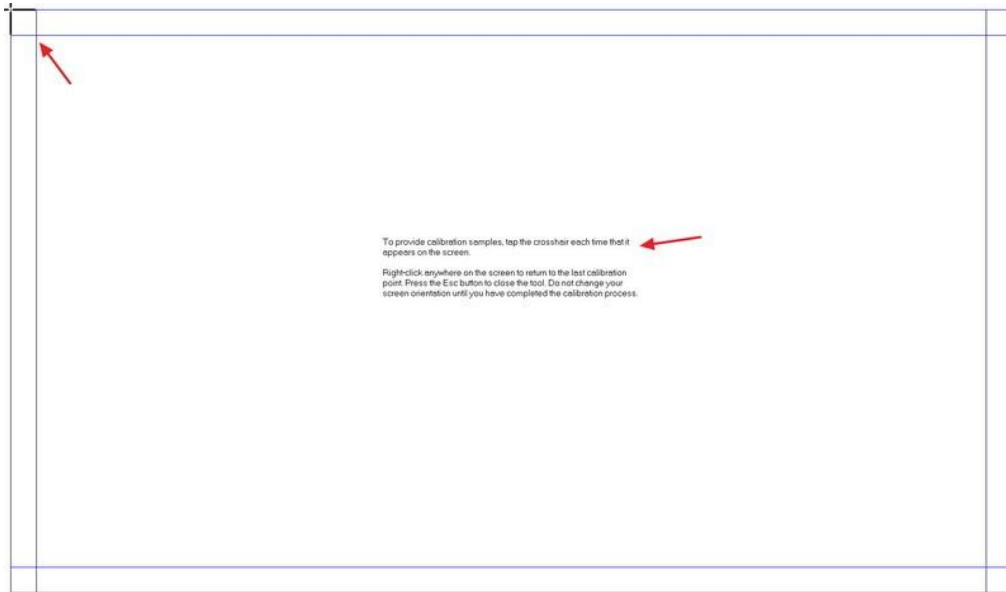 To provide calibration samples, tap the crosshair each time that it
appears on the screen.
Right-click anywhere on the screen to return to the last calibration
point. Press the Esc button to close the tool. Do not change your
screen orientation until you have completed the calibration process.